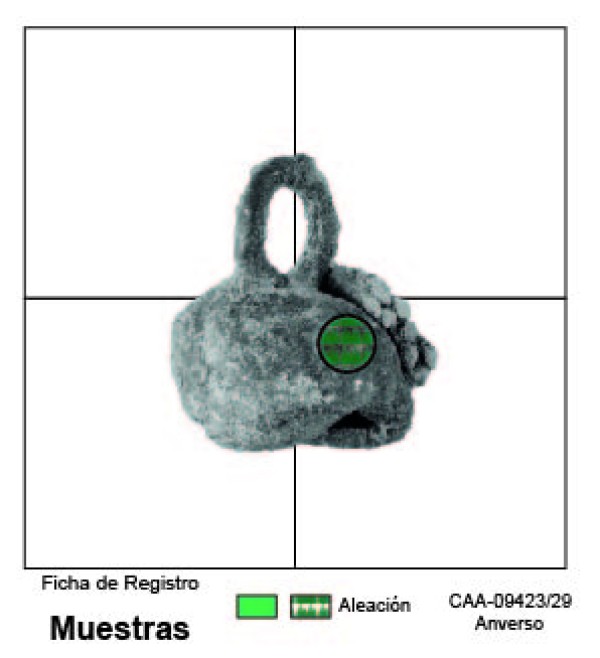 Ficha de Registro
Muestras
Aleación
CAA-09423/29
Anverso